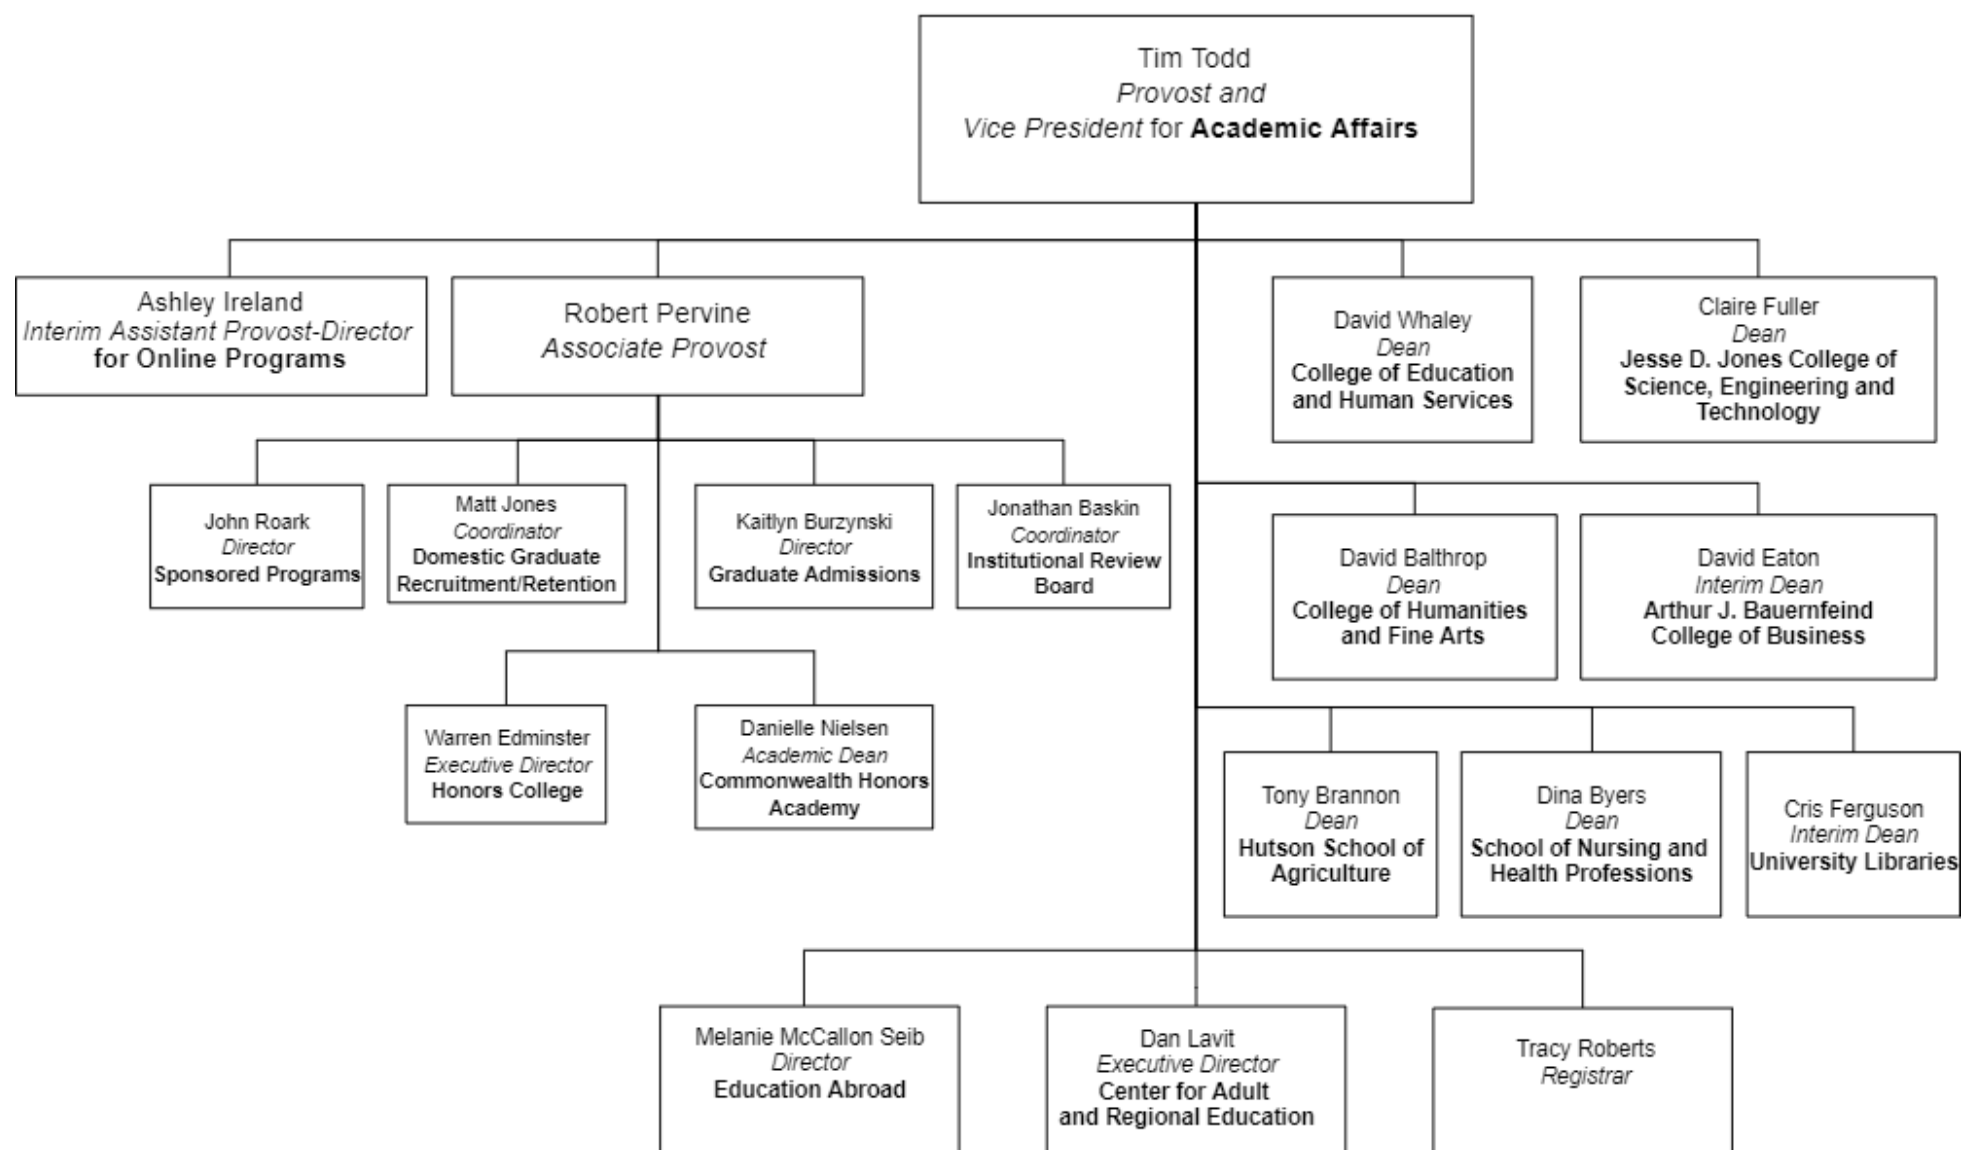 Tim Todd
Provost and
Vice President for Academic Affairs
Ashley Ireland
Interim Assistant Provost-Director
for Online Programs
Robert Pervine
Associate Provost
David Whaley
Dean
College of Education
and Human Services
Claire Fuller
Dean
Jesse D. Jones College of
Science, Engineering and
Technology
John Roark
Director
Sponsored Programs
Matt Jones
Coordinator
Domestic Graduate
Recruitment/Retention
Kaitlyn Burzynski
Director
Graduate Admissions
Jonathan Baskin
Coordinator
Institutional Review
Board
David Balthrop
Dean
College of Humanities
and Fine Arts
David Eaton
Interim Dean
Arthur J. Bauernfeind
College of Business
Warren Edminster
Executive Director
Honors College
Danielle Nielsen
Academic Dean
Commonwealth Honors
Academy
Tony Brannon
Dean
Hutson School of
Agriculture
Dina Byers
Dean
School of Nursing and
Health Professions
Cris Ferguson
Interim Dean
University Libraries
Melanie McCallon Seib
Director
Education Abroad
Dan Lavit
Executive Director
Center for Adult
and Regional Education
Tracy Roberts
Registrar